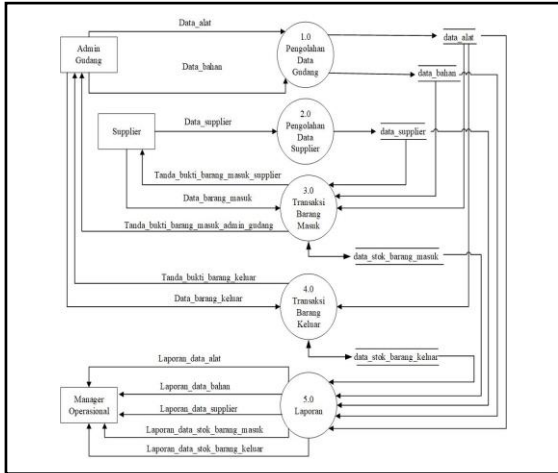 Data_alat
1.0
Pengolahan
Data
Gudang
data_alat
Admin
Gudang
Data_bahan
data_bahan
Supplier
Data_supplier
2.0
Pengolahan
Data
Supplier
data_supplier
Tanda_bukti_barang_masuk_supplier
3.0
Transaksi
Barang
Masuk
Data_barang_masuk
Tanda_bukti_barang_masuk_admin_gudang
data_stok_barang_masuk
Tanda_bukti_barang_keluar
4.0
Transaksi
Barang
Keluar
Data_barang_keluar
data_stok_barang_keluar
Laporan_data_alat
Manager
Operasional
Laporan_data_bahan
5.0
Laporan
Laporan_data_supplier
Laporan_data_stok_barang_masuk
Laporan_data_stok_barang_keluar